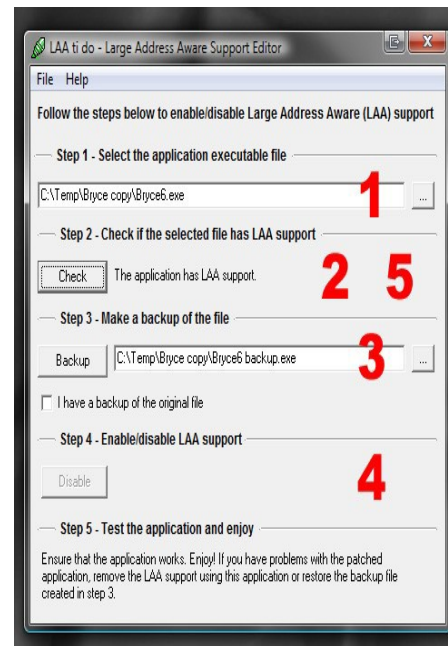 LAA ti do - Large Address Aware Support Editor
File Help
Follow the steps below to enable/disable Large Address Aware (LAA) support
Step 1 - Select the application executable file
C:\Temp\Bryce copy\Bryce6.exe 1 ...
Step 2 - Check if the selected file has LAA support
Check The application has LAA support. 2 5
Step 3 - Make a backup of the file
Backup C:\Temp\Bryce copy\Bryce6 backup.exe 3 ...
I have a backup of the original file
Step 4 - Enable/disable LAA support
Disable 4
Step 5 - Test the application and enjoy
Ensure that the application works. Enjoy! If you have problems with the patched
application, remove the LAA support using this application or restore the backup file
created in step 3.